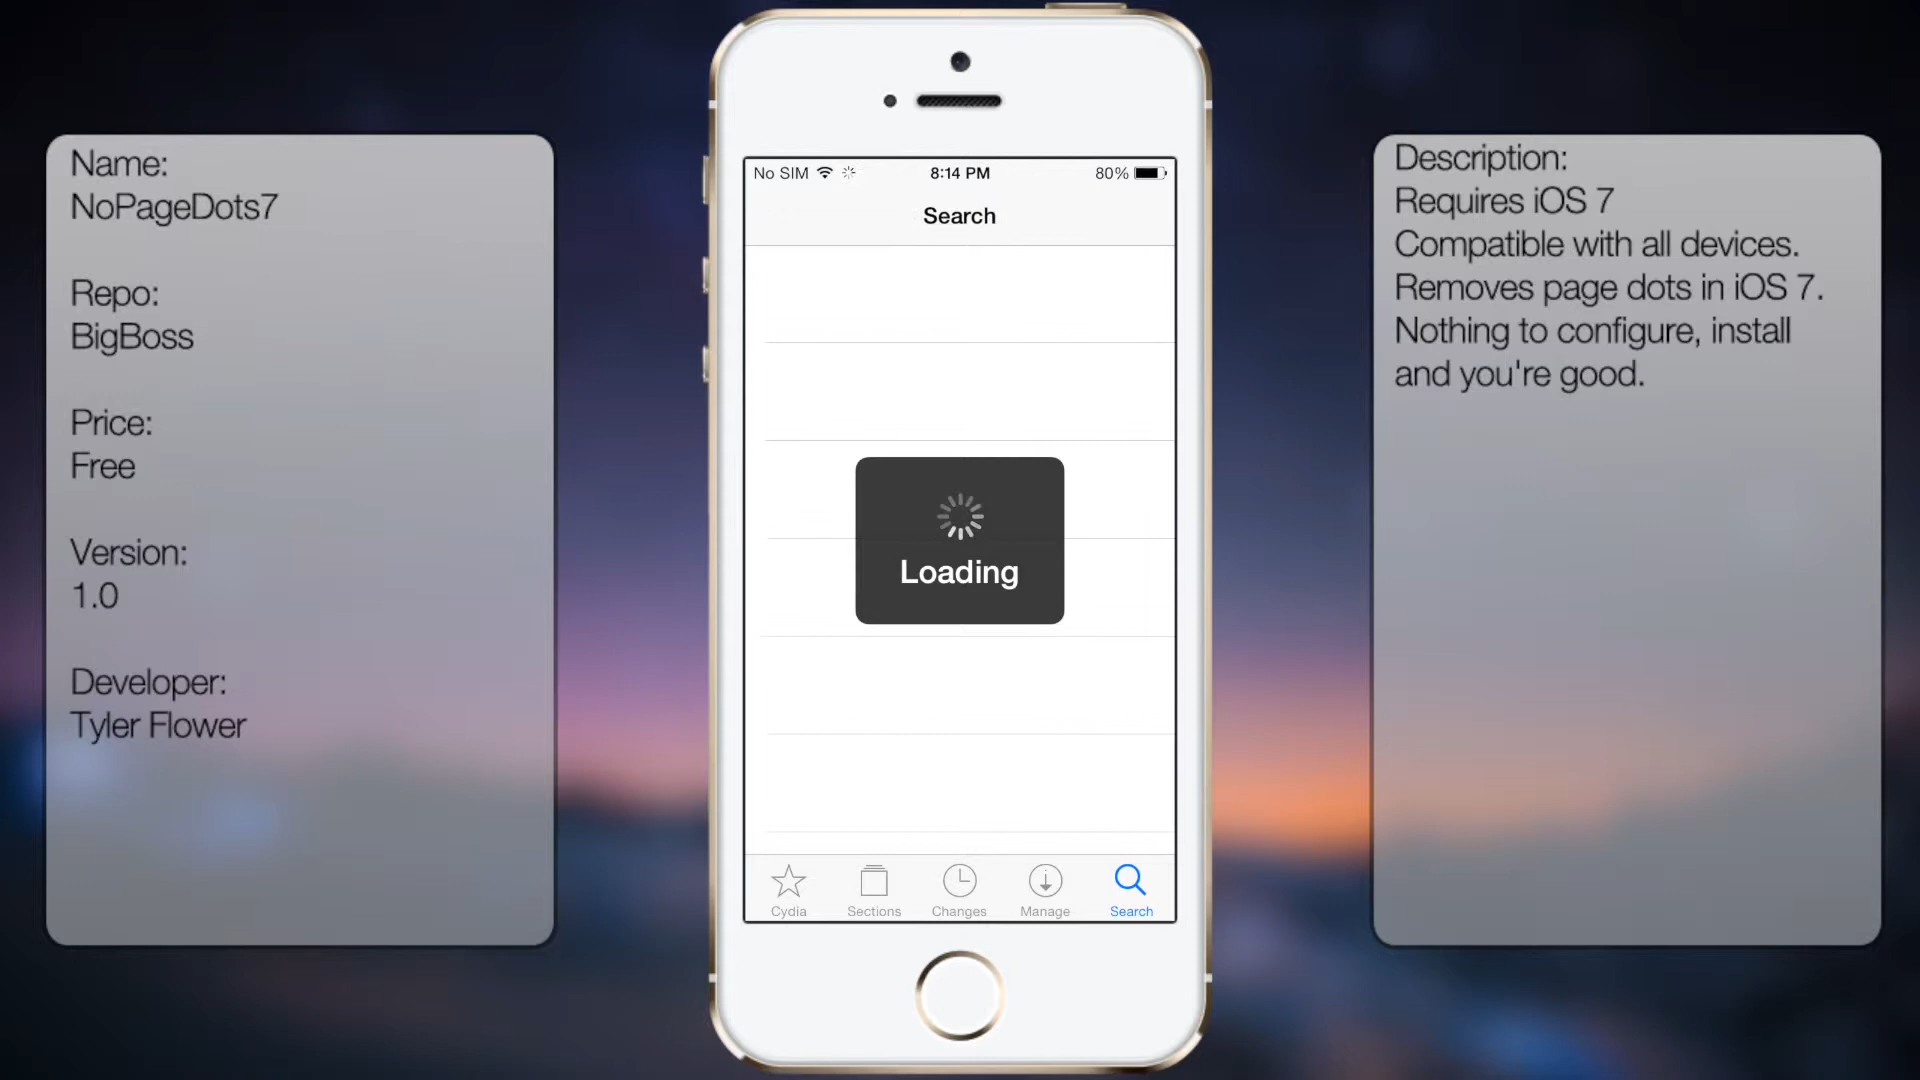 Name:
NoPageDots7
Repo:
BigBoss
Price:
Free
Version:
1.0
Developer:
Tyler Flower
No SIM 8:14 PM 80%
Search
Loading
Cydia Sections Changes Manage Search
Description:
Requires iOS 7
Compatible with all devices.
Removes page dots in iOS 7.
Nothing to configure, install
and you're good.